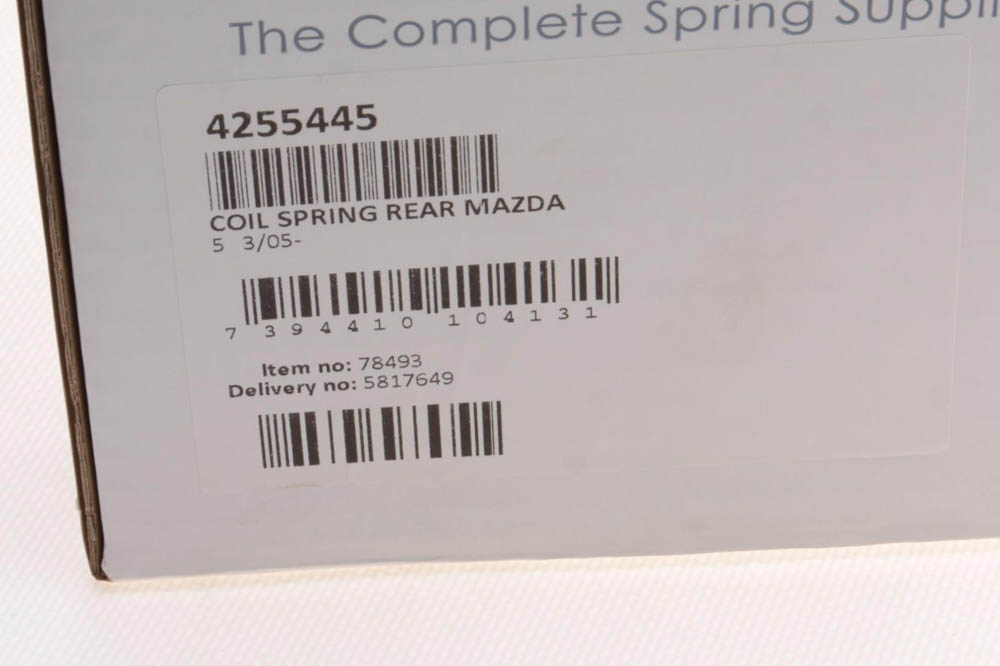 The Complete Spring
4255445
COIL SPRING REAR MAZDA
5 3/05-
7 394410 104131
Item no: 78493
Delivery no: 5817649